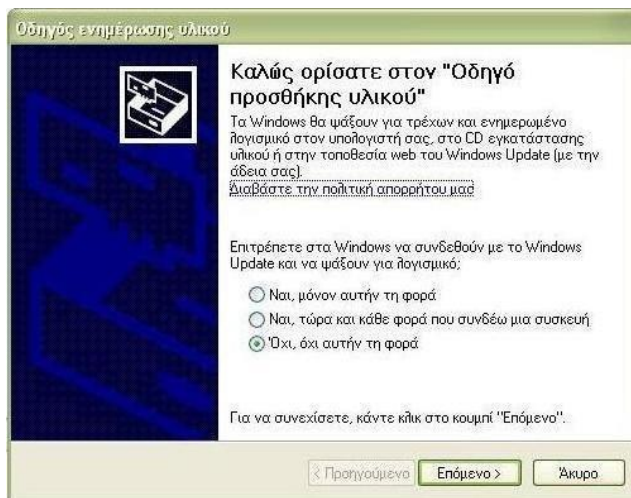 Οδηγός ενημέρωσης υλικού
Καλώς ορίσατε στον "Οδηγό
προσθήκης υλικού"
Τα Windows θα ψάξουν για τρέχων και ενημερωμένο
λογισμικό στον υπολογιστή σας, στο CD εγκατάστασης
υλικού ή στην τοποθεσία web του Windows Update (με την
άδεια σας).
Διαβάστε την πολιτική απορρήτου μας
Επιτρέπετε στα Windows να συνδεθούν με το Windows
Update και να ψάξουν για λογισμικό;
Ναι, μόνον αυτήν τη φορά
Ναι, τώρα και κάθε φορά που συνδέω μια συσκευή
Όχι, όχι αυτήν τη φορά
Για να συνεχίσετε, κάντε κλικ στο κουμπί "Επόμενο".
< Προηγούμενο Επόμενο > Άκυρο